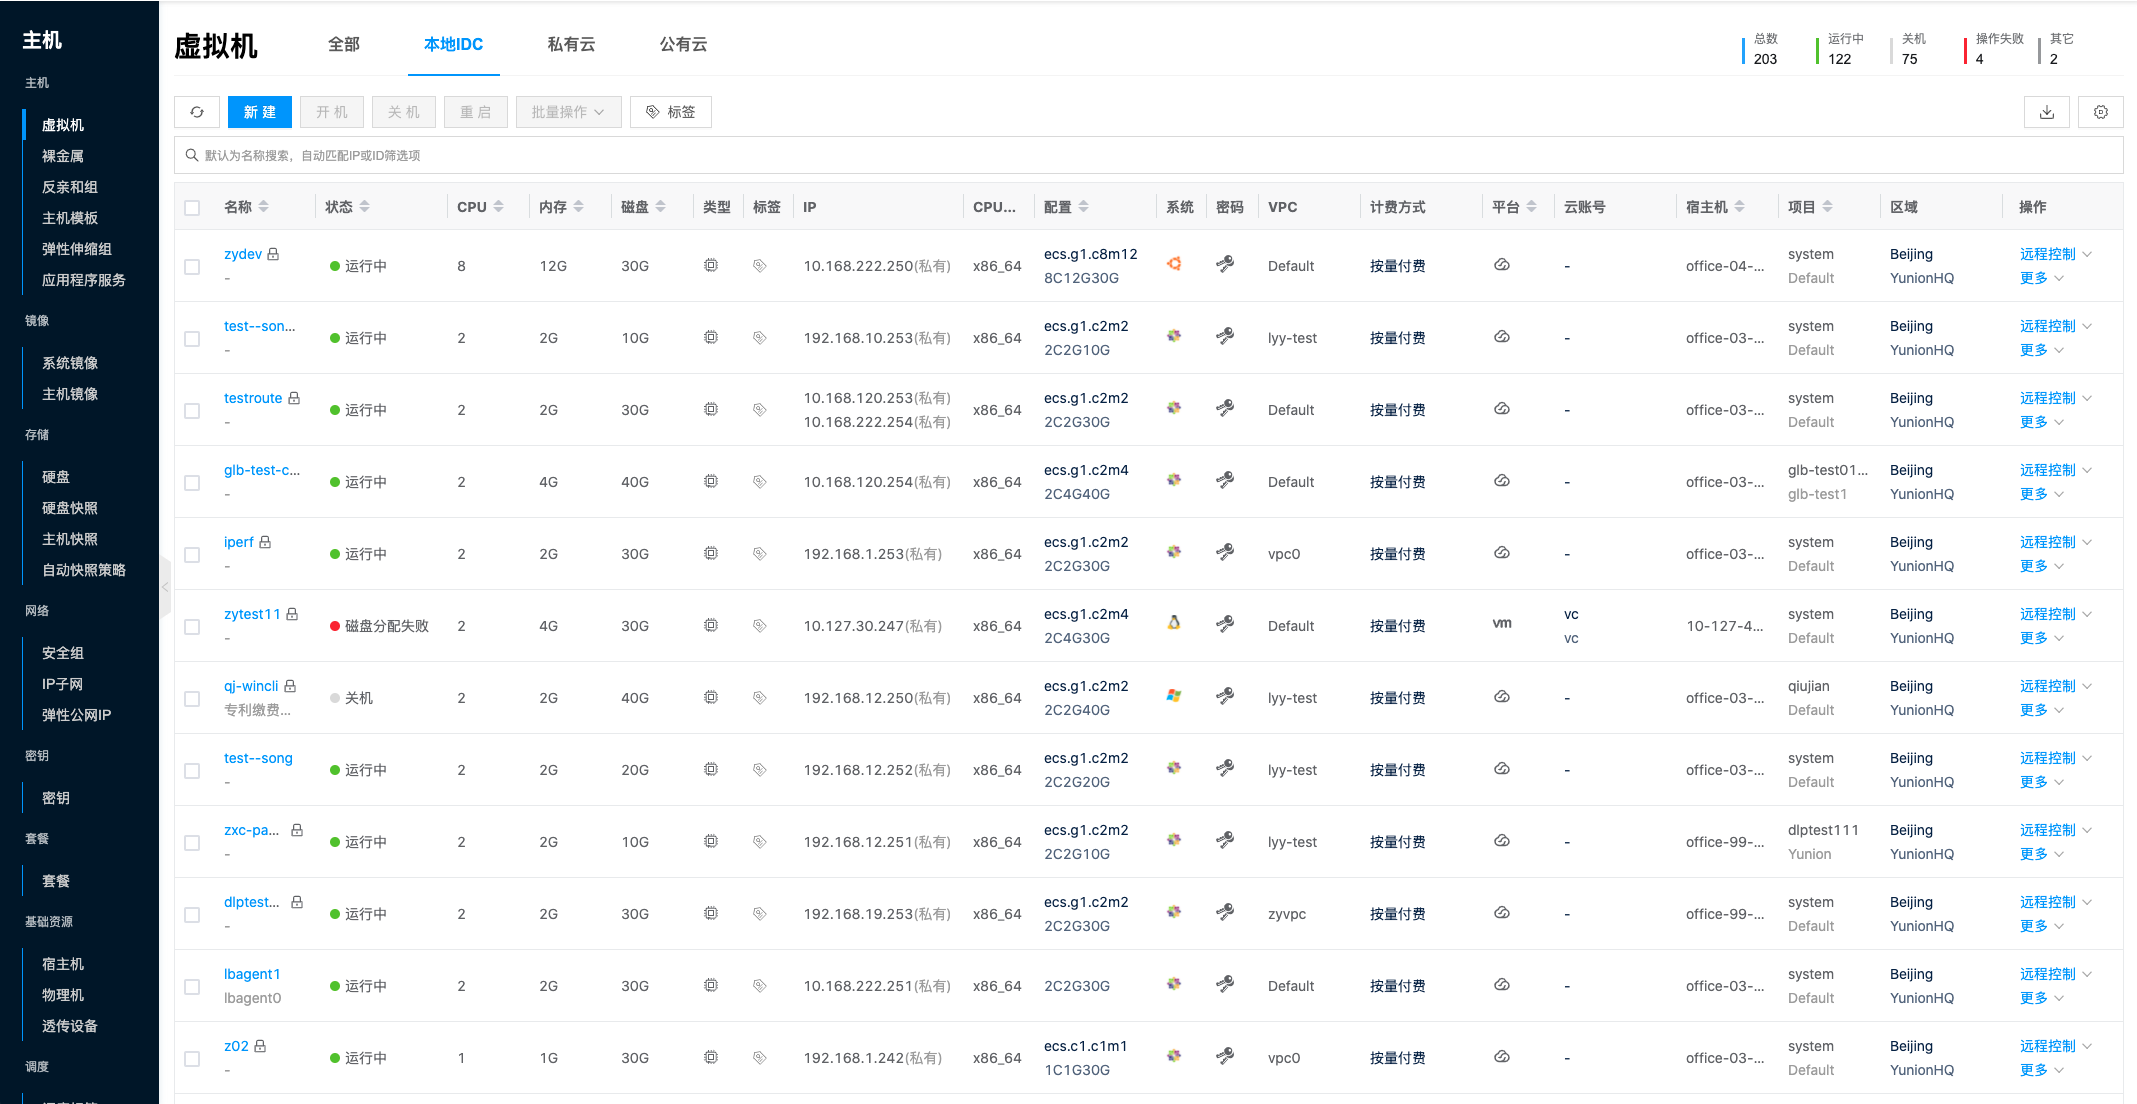 主机
主机
虚拟机
裸金属
反亲和组
主机模板
弹性伸缩组
应用程序服务
镜像
系统镜像
主机镜像
存储
硬盘
硬盘快照
主机快照
自动快照策略
网络
安全组
IP子网
弹性公网IP
密钥
密钥
套餐
套餐
基础资源
宿主机
物理机
透传设备
调度
虚拟机 全部 本地IDC 私有云 公有云
总数 运行中 关机 操作失败 其它
203 122 75 4 2
新 建 开 机 关 机 重 启 批量操作 标签
默认为名称搜索，自动匹配IP或ID筛选项
名称 状态 CPU 内存 磁盘 类型 标签 IP CPU... 配置 系统 密码 VPC 计费方式 平台 云账号 宿主机 项目 区域 操作
zydev ecs.g1.c8m12 system Beijing 远程控制
运行中 8 12G 30G 10.168.222.250(私有) x86_64 Default 按量付费 - office-04-...
- 8C12G30G Default YunionHQ 更多
test--son... ecs.g1.c2m2 system Beijing 远程控制
运行中 2 2G 10G 192.168.10.253(私有) x86_64 lyy-test 按量付费 - office-03-...
- 2C2G10G Default YunionHQ 更多
testroute 10.168.120.253(私有) ecs.g1.c2m2 system Beijing 远程控制
运行中 2 2G 30G x86_64 Default 按量付费 - office-03-...
- 10.168.222.254(私有) 2C2G30G Default YunionHQ 更多
glb-test-c... ecs.g1.c2m4 glb-test01... Beijing 远程控制
运行中 2 4G 40G 10.168.120.254(私有) x86_64 Default 按量付费 - office-03-...
- 2C4G40G glb-test1 YunionHQ 更多
iperf ecs.g1.c2m2 system Beijing 远程控制
运行中 2 2G 30G 192.168.1.253(私有) x86_64 vpc0 按量付费 - office-03-...
- 2C2G30G Default YunionHQ 更多
zytest11 ecs.g1.c2m4 vc system Beijing 远程控制
磁盘分配失败 2 4G 30G 10.127.30.247(私有) x86_64 Default 按量付费 vm 10-127-4...
- 2C4G30G vc Default YunionHQ 更多
qj-wincli ecs.g1.c2m2 qiujian Beijing 远程控制
关机 2 2G 40G 192.168.12.250(私有) x86_64 lyy-test 按量付费 - office-03-...
专利缴费... 2C2G40G Default YunionHQ 更多
test--song ecs.g1.c2m2 system Beijing 远程控制
运行中 2 2G 20G 192.168.12.252(私有) x86_64 lyy-test 按量付费 - office-03-...
- 2C2G20G Default YunionHQ 更多
zxc-pa... ecs.g1.c2m2 dlptest111 Beijing 远程控制
运行中 2 2G 10G 192.168.12.251(私有) x86_64 lyy-test 按量付费 - office-99-...
- 2C2G10G Yunion YunionHQ 更多
dlptest... ecs.g1.c2m2 system Beijing 远程控制
运行中 2 2G 30G 192.168.19.253(私有) x86_64 zyvpc 按量付费 - office-99-...
- 2C2G30G Default YunionHQ 更多
lbagent1 system Beijing 远程控制
运行中 2 2G 30G 10.168.222.251(私有) x86_64 2C2G30G Default 按量付费 - office-03-...
lbagent0 Default YunionHQ 更多
z02 ecs.c1.c1m1 system Beijing 远程控制
运行中 1 1G 30G 192.168.1.242(私有) x86_64 vpc0 按量付费 - office-03-...
- 1C1G30G Default YunionHQ 更多